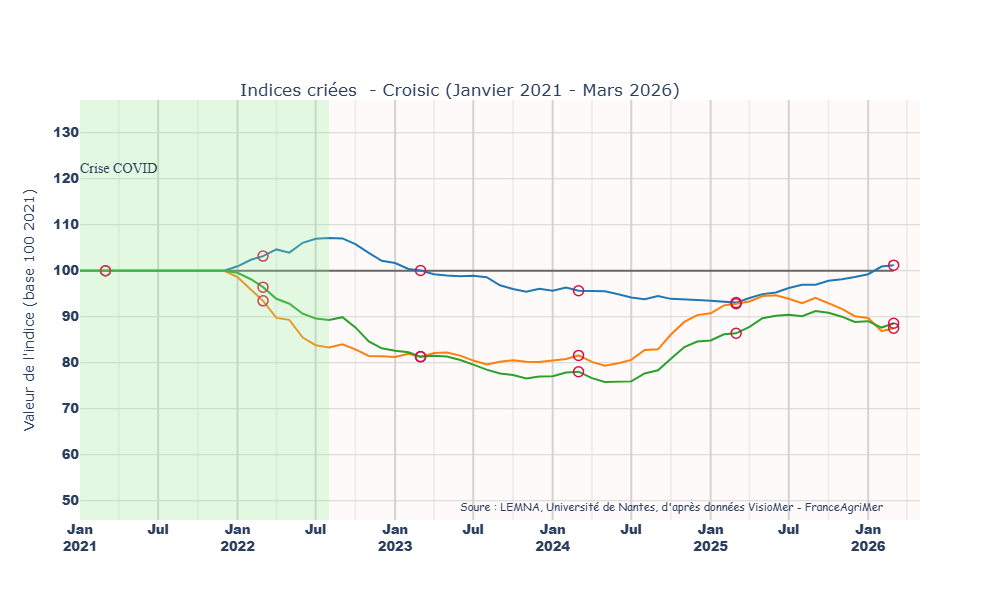 Indices criées  - Croisic (Janvier 2021 - Mars 2026)
Valeur de l'indice (base 100 2021)
130
Crise COVID
120
110
100
90
80
70
60
50
Soure : LEMNA, Université de Nantes, d'après données VisioMer - FranceAgriMer
Jan Jul Jan Jul Jan Jul Jan Jul Jan Jul Jan
2021 2022 2023 2024 2025 2026